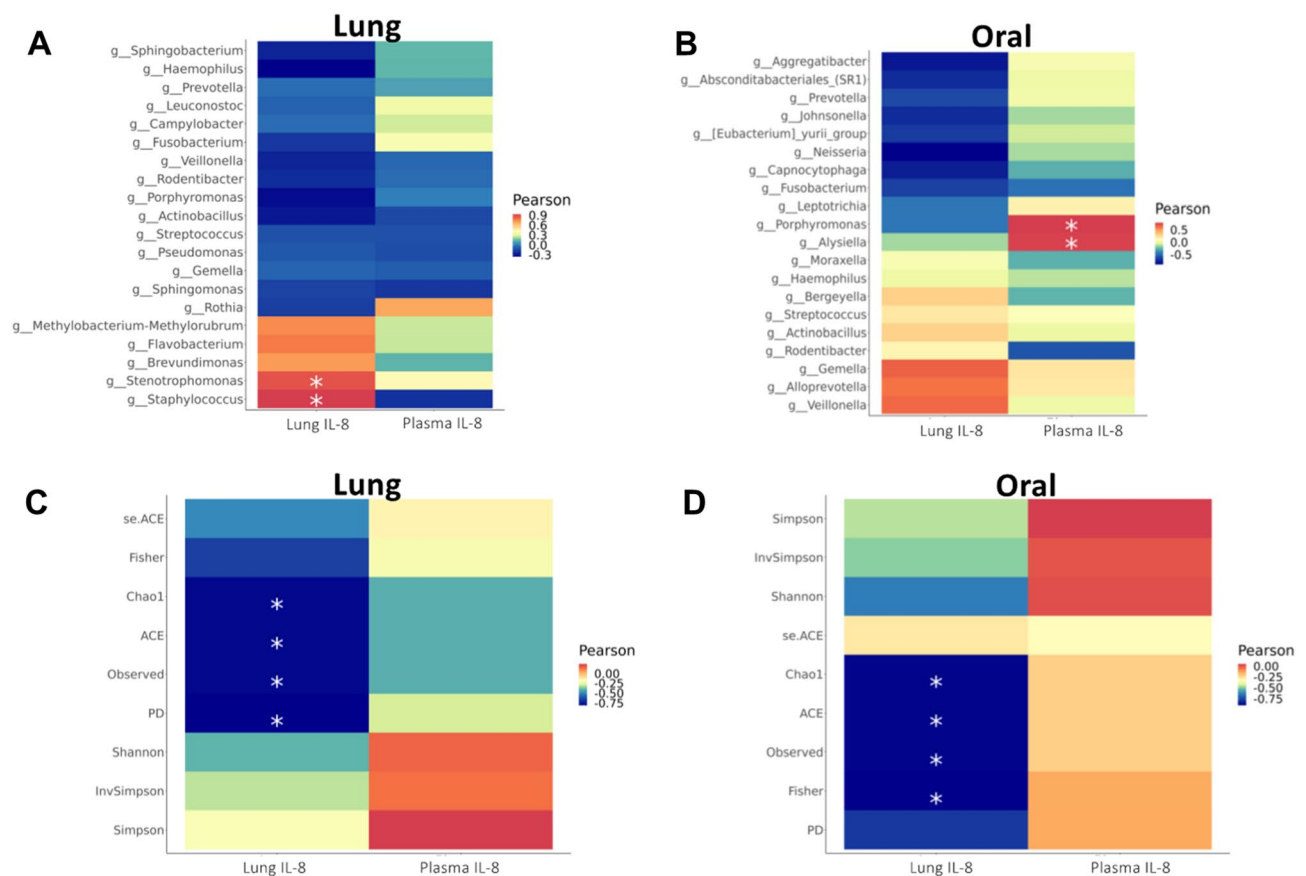 A
Lung
g__Sphingobacterium
g__Haemophilus
g__Prevotella
g__Leuconostoc
g__Campylobacter
g__Fusobacterium
g__Veillonella
g__Rodentibacter
g__Porphyromonas
g__Actinobacillus
g__Streptococcus
g__Pseudomonas
g__Gemella
g__Sphingomonas
g__Rothia
g__Methylobacterium-Methylorubrum
g__Flavobacterium
g__Brevundimonas
g__Stenotrophomonas *
g__Staphylococcus *
Lung IL-8 Plasma IL-8
Pearson
0.9
0.6
0.3
0.0
-0.3
B
Oral
g__Aggregatibacter
g__Absconditabacteriales_(SR1)
g__Prevotella
g__Johnsonella
g__[Eubacterium]_yurii_group
g__Neisseria
g__Capnocytophaga
g__Fusobacterium
g__Leptotrichia
g__Porphyromonas *
g__Alysiella *
g__Moraxella
g__Haemophilus
g__Bergeyella
g__Streptococcus
g__Actinobacillus
g__Rodentibacter
g__Gemella
g__Alloprevotella
g__Veillonella
Lung IL-8 Plasma IL-8
Pearson
0.5
0.0
-0.5
C
Lung
se.ACE
Fisher
Chao1 *
ACE *
Observed *
PD *
Shannon
InvSimpson
Simpson
Lung IL-8 Plasma IL-8
Pearson
0.00
-0.25
-0.50
-0.75
D
Oral
Simpson
InvSimpson
Shannon
se.ACE
Chao1 *
ACE *
Observed *
Fisher *
PD
Lung IL-8 Plasma IL-8
Pearson
0.00
-0.25
-0.50
-0.75